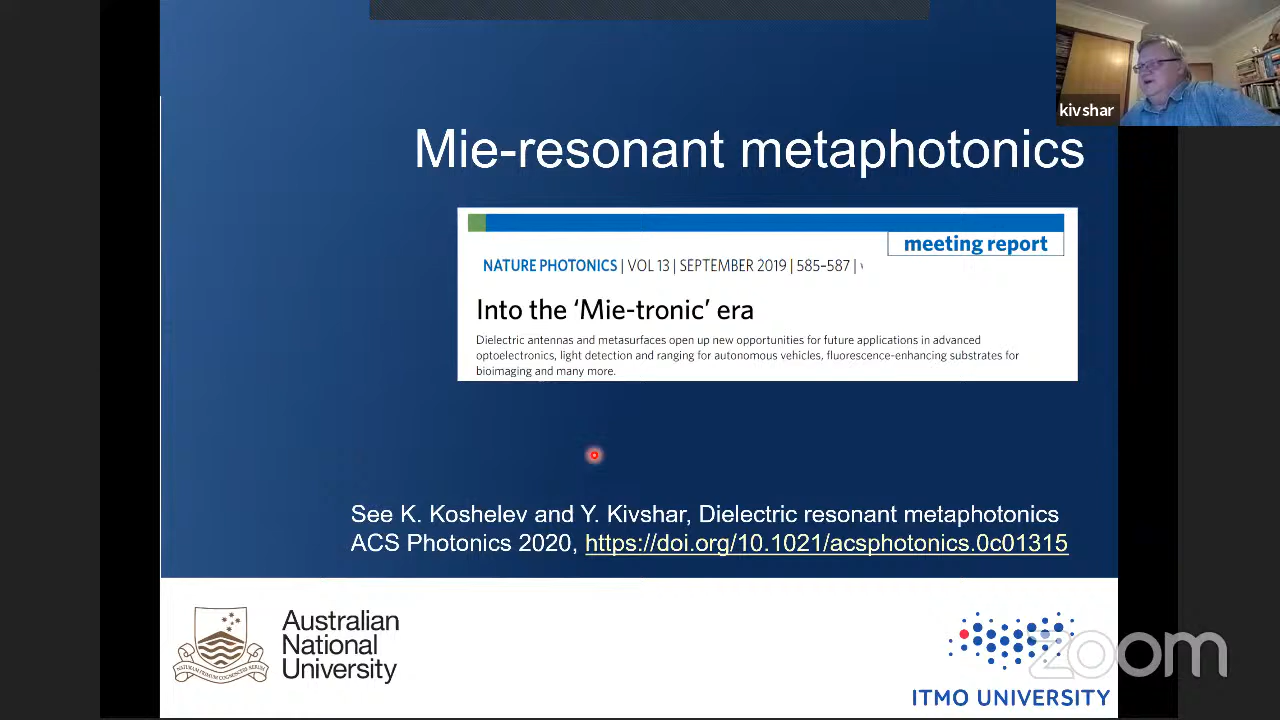 kivshar
Mie-resonant metaphotonics
meeting report
NATURE PHOTONICS | VOL 13 | SEPTEMBER 2019 | 585–587 |
Into the ‘Mie-tronic’ era
Dielectric antennas and metasurfaces open up new opportunities for future applications in advanced
optoelectronics, light detection and ranging for autonomous vehicles, fluorescence-enhancing substrates for
bioimaging and many more.
See K. Koshelev and Y. Kivshar, Dielectric resonant metaphotonics
ACS Photonics 2020, https://doi.org/10.1021/acsphotonics.0c01315
Australian
National
University
zoom
ITMO UNIVERSITY